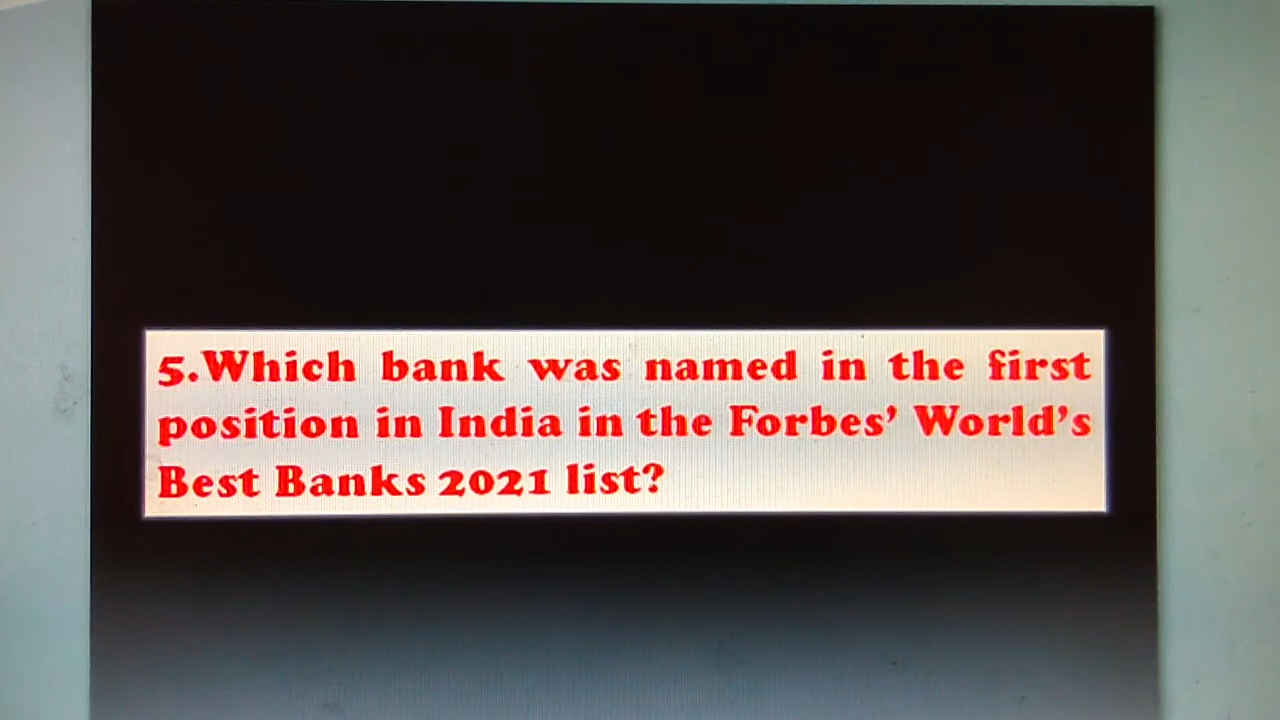 5.Which bank was named in the first
position in India in the Forbes' World's
Best Banks 2021 list?